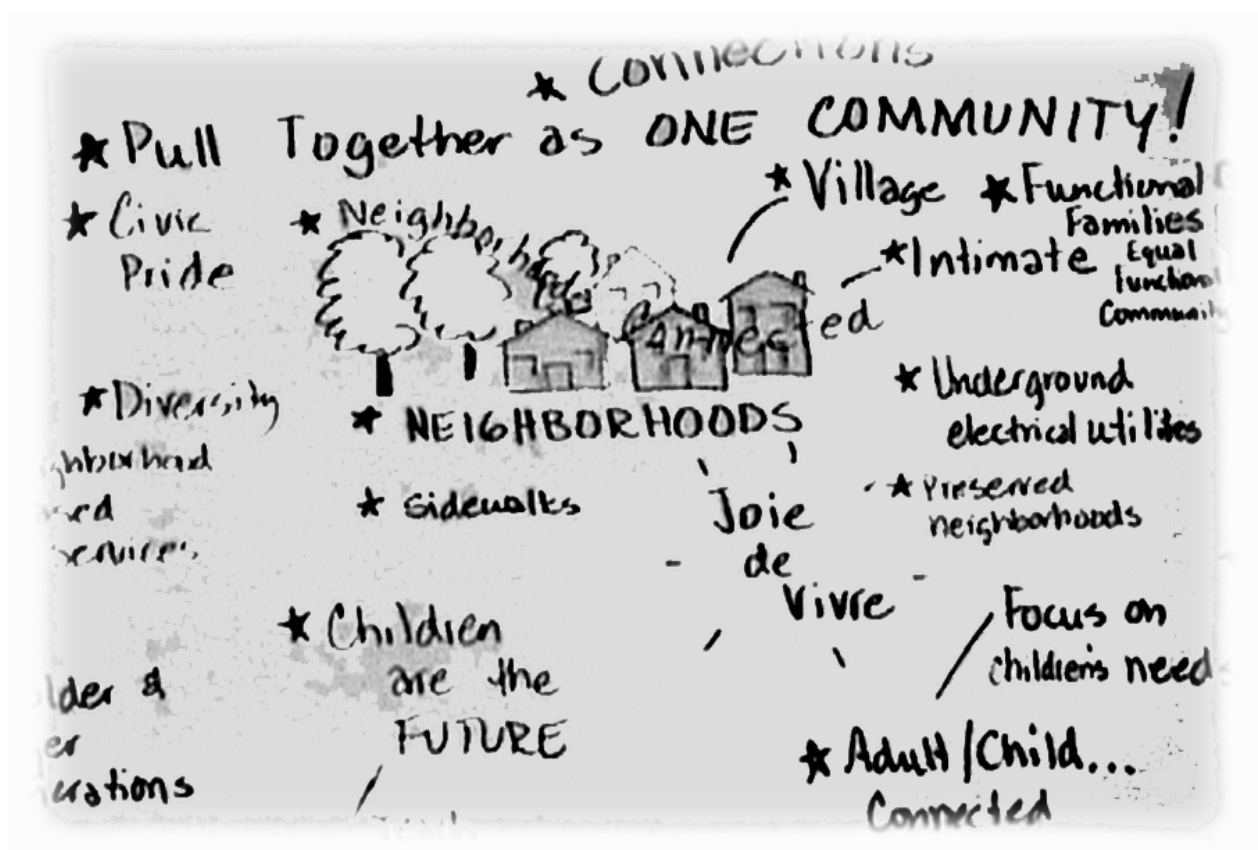 ★ Connections
★ Pull Together as ONE COMMUNITY!
★ Civic
Pride
★ Neighborhoods
Connected
★ Village
★ Functional
Families
Equal
functional
Community
★ Intimate
★ Diversity
★ NEIGHBORHOODS
★ Underground
electrical utilites
services
★ Sidewalks
★ Preserved
neighborhoods
Joie
de
Vivre
★ Children
are the
FUTURE
Focus on
children's need
★ Adult/Child...
Connected